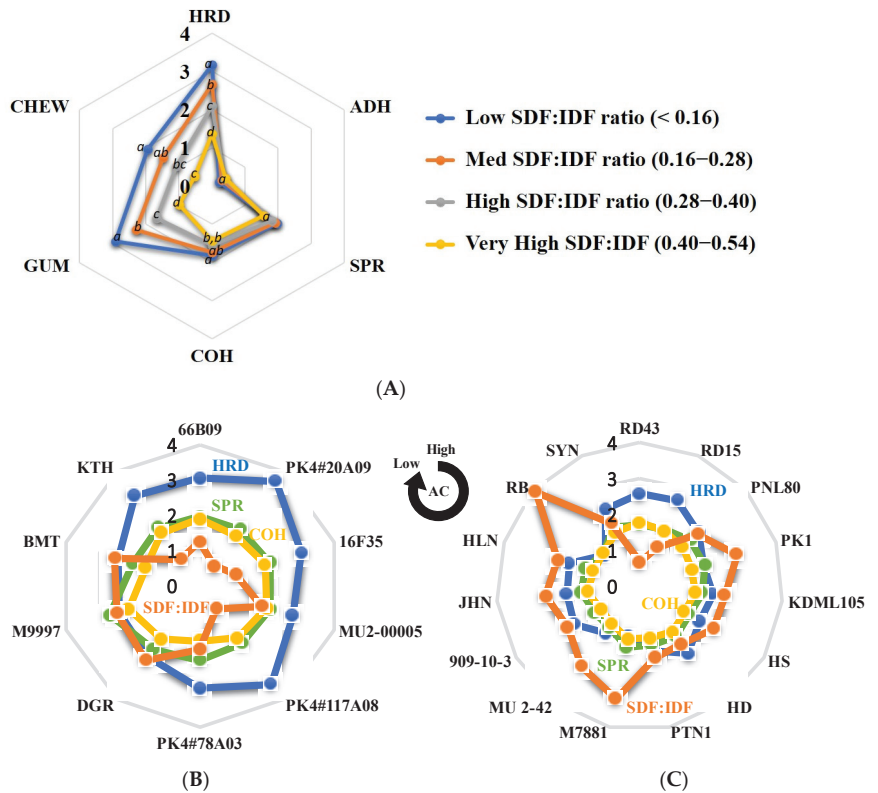 HRD
4
3
2
1
0
a
b
c
d
CHEW
a
ab
bc
c
ADH
a
GUM
a
b
c
d
SPR
a
b b
ab
a
COH
Low SDF:IDF ratio (< 0.16)
Med SDF:IDF ratio (0.16−0.28)
High SDF:IDF ratio (0.28−0.40)
Very High SDF:IDF (0.40−0.54)
(A)
66B09
4
3
2
1
0
KTH
PK4#20A09
BMT
16F35
M9997
MU2-00005
DGR
PK4#117A08
PK4#78A03
HRD
SPR
COH
SDF:IDF
(B)
High
Low
AC
RD43
4
3
2
1
0
SYN
RD15
RB
PNL80
HLN
PK1
JHN
KDML105
909-10-3
HS
MU 2-42
HD
M7881
PTN1
HRD
COH
SPR
SDF:IDF
(C)